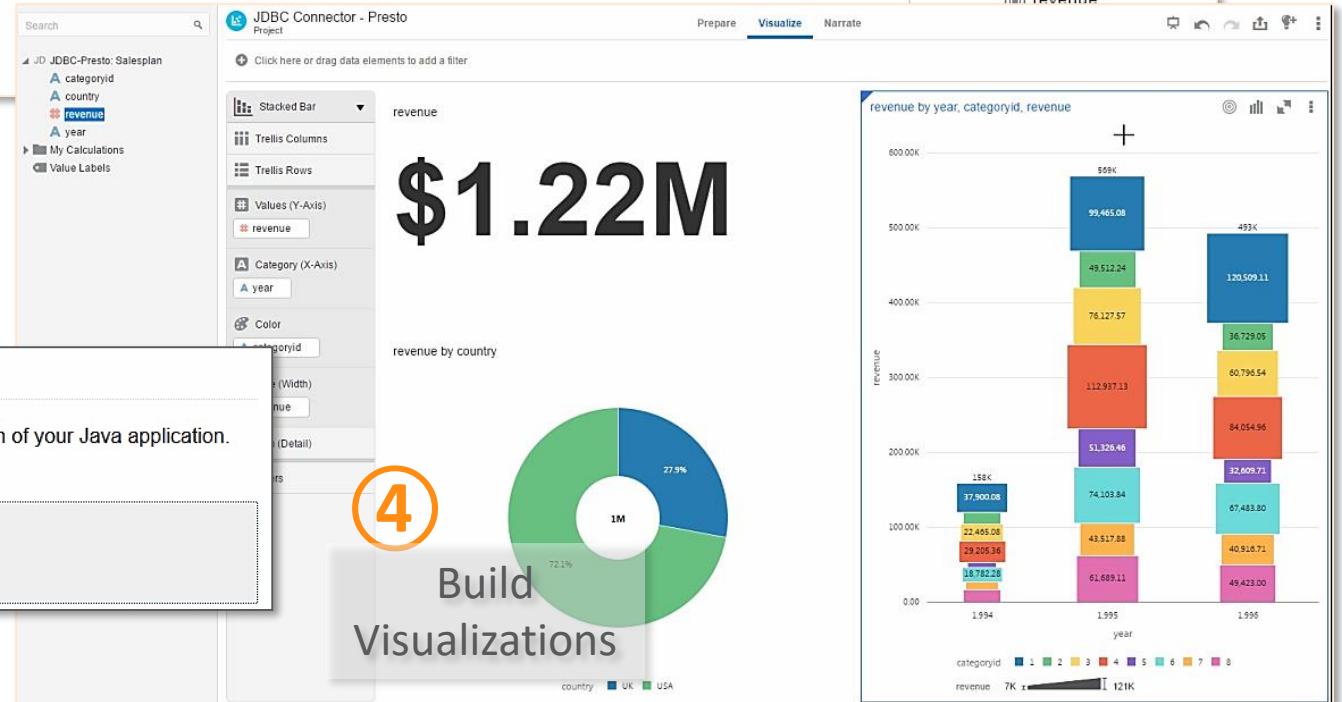 revenue
Search
JDBC Connector - Presto
Project
Prepare Visualize Narrate
JD JDBC-Presto: Salesplan
A categoryid
A country
# revenue
A year
My Calculations
Value Labels
Click here or drag data elements to add a filter
Stacked Bar
Trellis Columns
Trellis Rows
# Values (Y-Axis)
# revenue
A Category (X-Axis)
A year
Color
categoryid
(Width)
(Detail)
revenue
$1.22M
revenue by country
27.9%
1M
72.1%
country UK USA
n of your Java application.
4
Build
Visualizations
revenue by year, categoryid, revenue
600.00K
500.00K
400.00K
300.00K
200.00K
100.00K
0.00
revenue
158K
37,900.08
22,465.08
29,205.36
18,782.28
1.994
569K
99,465.08
49,512.24
76,127.57
112,937.13
51,326.46
74,103.84
43,517.88
61,689.11
1.995
493K
120,509.11
36,729.05
60,796.54
84,054.96
32,609.71
67,483.80
40,916.71
49,423.00
1.996
year
categoryid 1 2 3 4 5 6 7 8
revenue 7K 121K